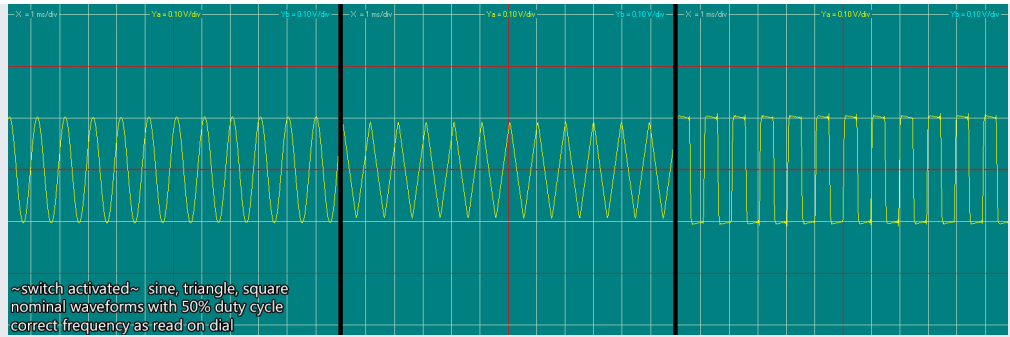 X = 1 ms/div Ya = 0.10 V/div Yb = 0.10 V/div X = 1 ms/div Ya = 0.10 V/div Yb = 0.10 V/div X = 1 ms/div Ya = 0.10 V/div Yb = 0.10 V/div
~switch activated~ sine, triangle, square
nominal waveforms with 50% duty cycle
correct frequency as read on dial